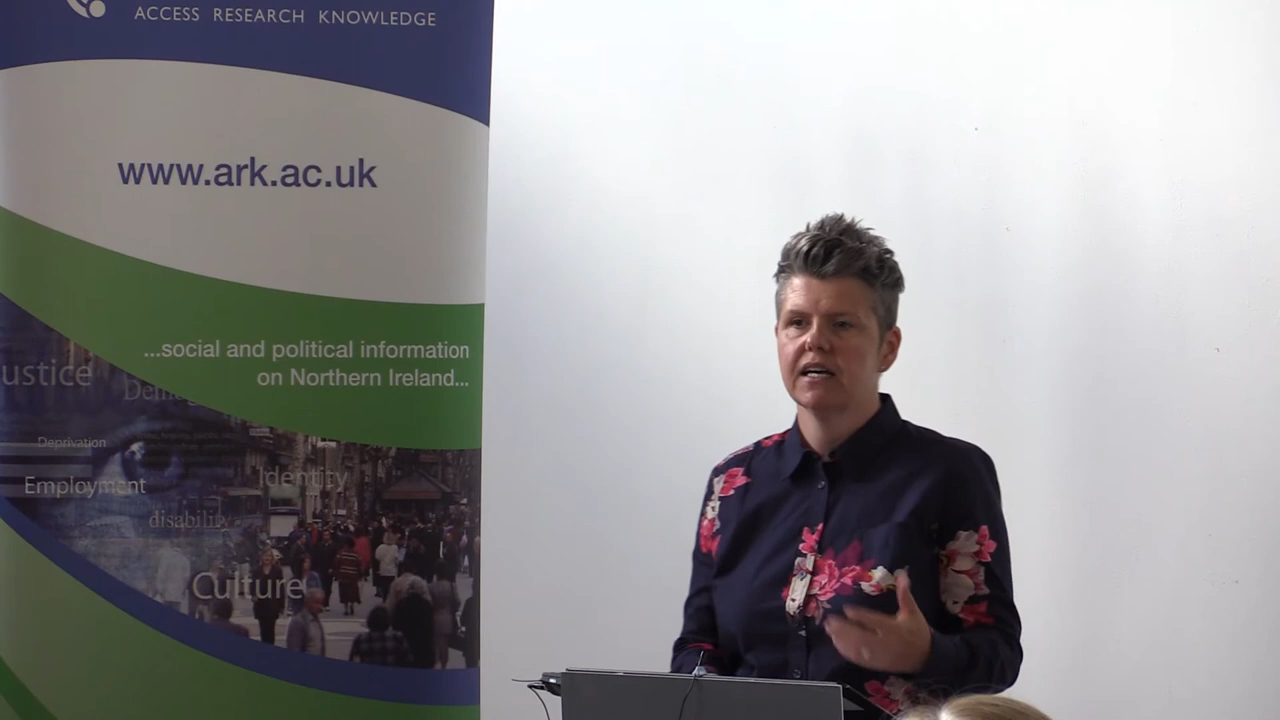 ACCESS RESEARCH KNOWLEDGE
www.ark.ac.uk
...social and political information
on Northern Ireland...
ustice
Demog
Deprivation
Employment
Identity
disability
Culture